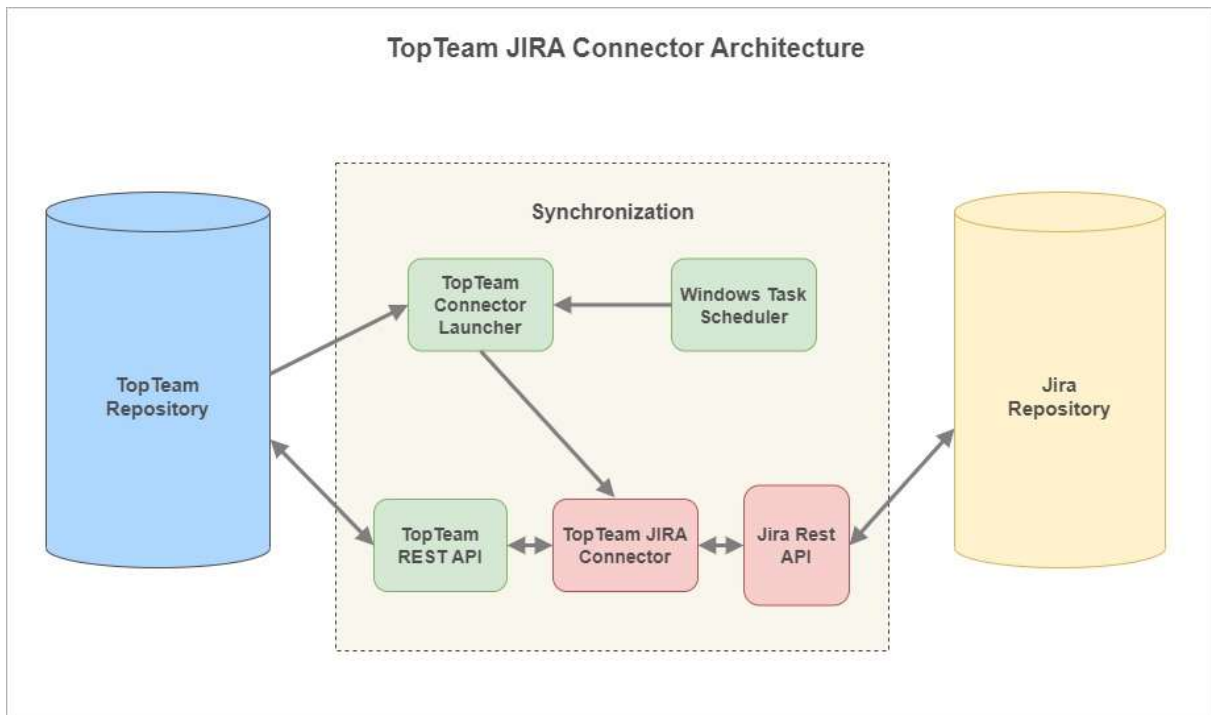 TopTeam JIRA Connector Architecture
Synchronization
TopTeam
Connector
Launcher
Windows Task
Scheduler
TopTeam
Repository
Jira
Repository
TopTeam
REST API
TopTeam JIRA
Connector
Jira Rest
API